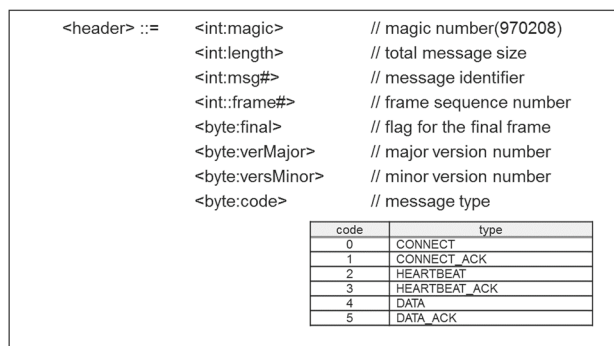 <header> ::= <int:magic> // magic number(970208)
<int:length> // total message size
<int:msg#> // message identifier
<int::frame#> // frame sequence number
<byte:final> // flag for the final frame
<byte:verMajor> // major version number
<byte:versMinor> // minor version number
<byte:code> // message type
code type
0 CONNECT
1 CONNECT_ACK
2 HEARTBEAT
3 HEARTBEAT_ACK
4 DATA
5 DATA_ACK